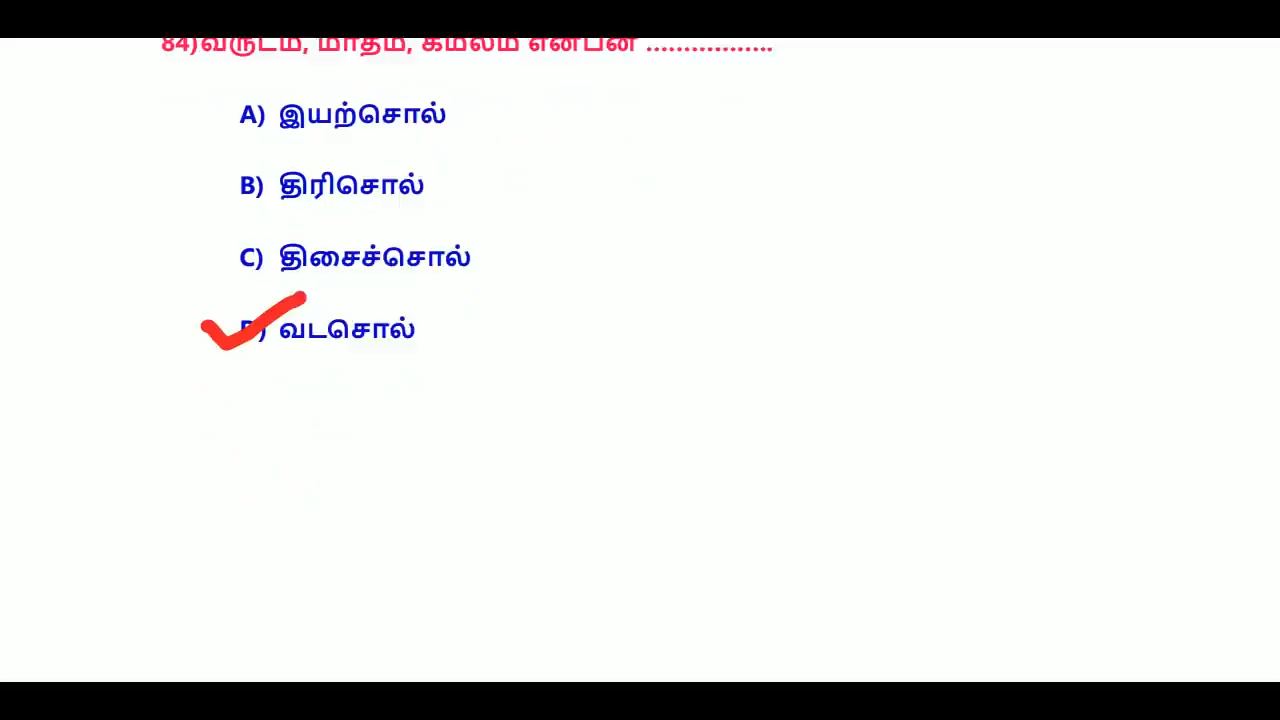 84)வருடம், மாதம், கமலம் என்பன .................
A) இயற்சொல்
B) திரிசொல்
C) திசைச்சொல்
D) வடசொல்